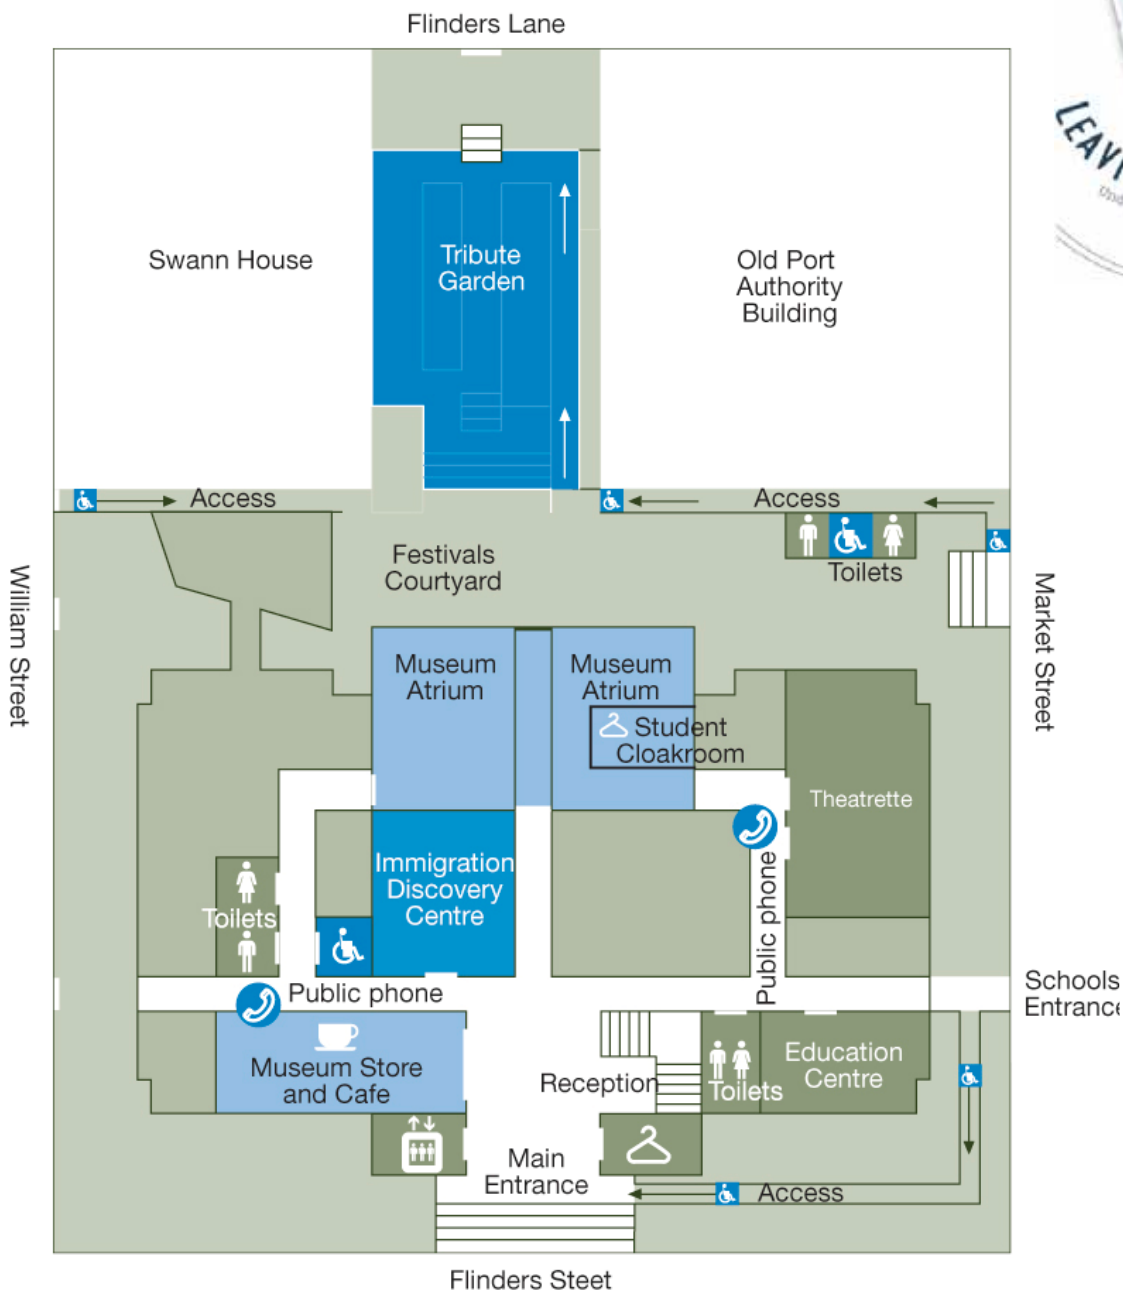 Flinders Lane
Swann House
Tribute
Garden
Old Port
Authority
Building
Access
Access
Festivals
Courtyard
Toilets
William Street
Market Street
Museum
Atrium
Museum
Atrium
Student
Cloakroom
Theatrette
Immigration
Discovery
Centre
Toilets
Public phone
Public phone
Schools
Entrance
Museum Store
and Cafe
Reception
Toilets
Education
Centre
Main
Entrance
Access
Flinders Steet